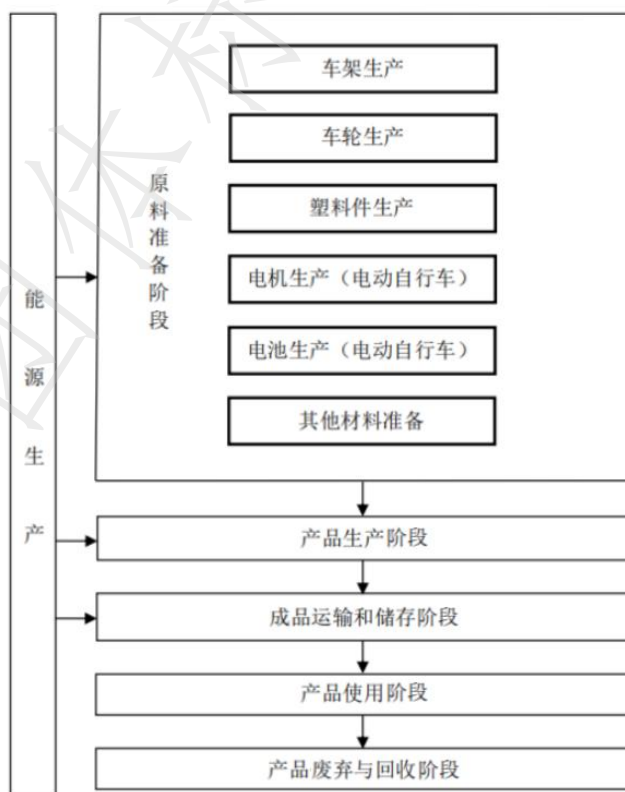 能源生产
原料准备阶段
车架生产
车轮生产
塑料件生产
电机生产（电动自行车）
电池生产（电动自行车）
其他材料准备
产品生产阶段
成品运输和储存阶段
产品使用阶段
产品废弃与回收阶段
团体标